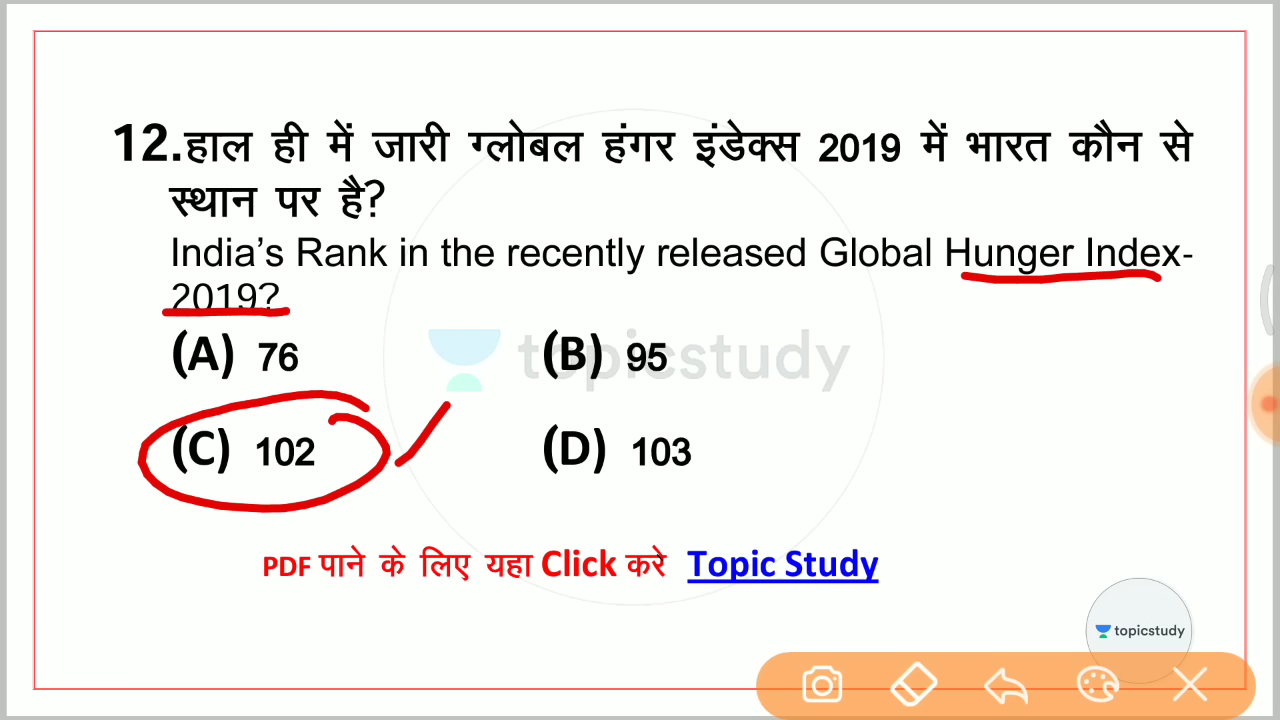 12.हाल ही में जारी ग्लोबल हंगर इंडेक्स 2019 में भारत कौन से
स्थान पर है?
India’s Rank in the recently released Global Hunger Index-
2019?
(A) 76 (B) 95
topicstudy
(C) 102 (D) 103
PDF पाने के लिए यहा Click करे Topic Study
topicstudy